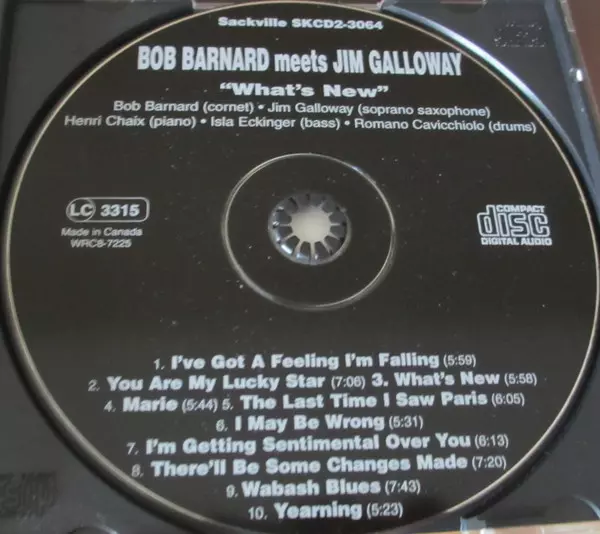 Sackville SKCD2-3064
BOB BARNARD meets JIM GALLOWAY
"What's New"
Bob Barnard (cornet) • Jim Galloway (soprano saxophone)
Henri Chaix (piano) • Isla Eckinger (bass) • Romano Cavicchiolo (drums)
LC 3315
Made in Canada
WRC8-7225
COMPACT
disc
DIGITAL AUDIO
1. I've Got A Feeling I'm Falling (5:59)
2. You Are My Lucky Star (7:06) 3. What's New (5:58)
4. Marie (5:44) 5. The Last Time I Saw Paris (6:05)
6. I May Be Wrong (5:31)
7. I'm Getting Sentimental Over You (6:13)
8. There'll Be Some Changes Made (7:20)
9. Wabash Blues (7:43)
10. Yearning (5:23)